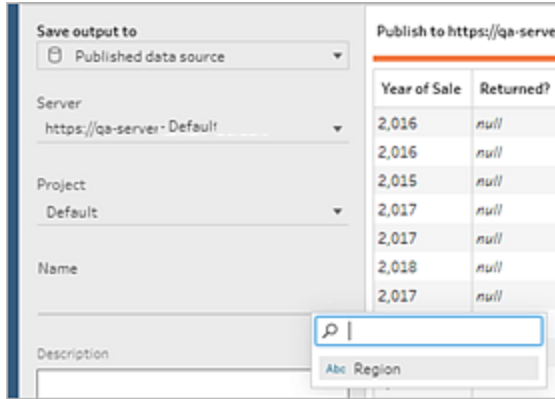 Save output to
Published data source
Server
https://qa-server - Default
Project
Default
Name
Description
Publish to https://qa-serve
Year of Sale Returned?
2,016 null
2,016 null
2,015 null
2,017 null
2,017 null
2,018 null
2,017 null
Abc Region